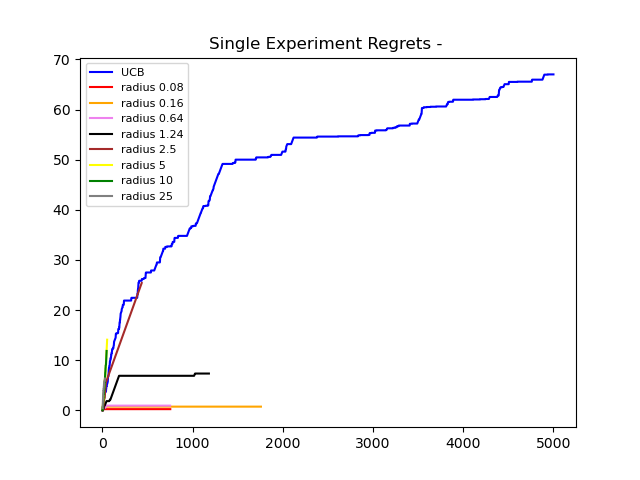 Single Experiment Regrets -
70
60
50
40
30
20
10
0
UCB
radius 0.08
radius 0.16
radius 0.64
radius 1.24
radius 2.5
radius 5
radius 10
radius 25
0 1000 2000 3000 4000 5000